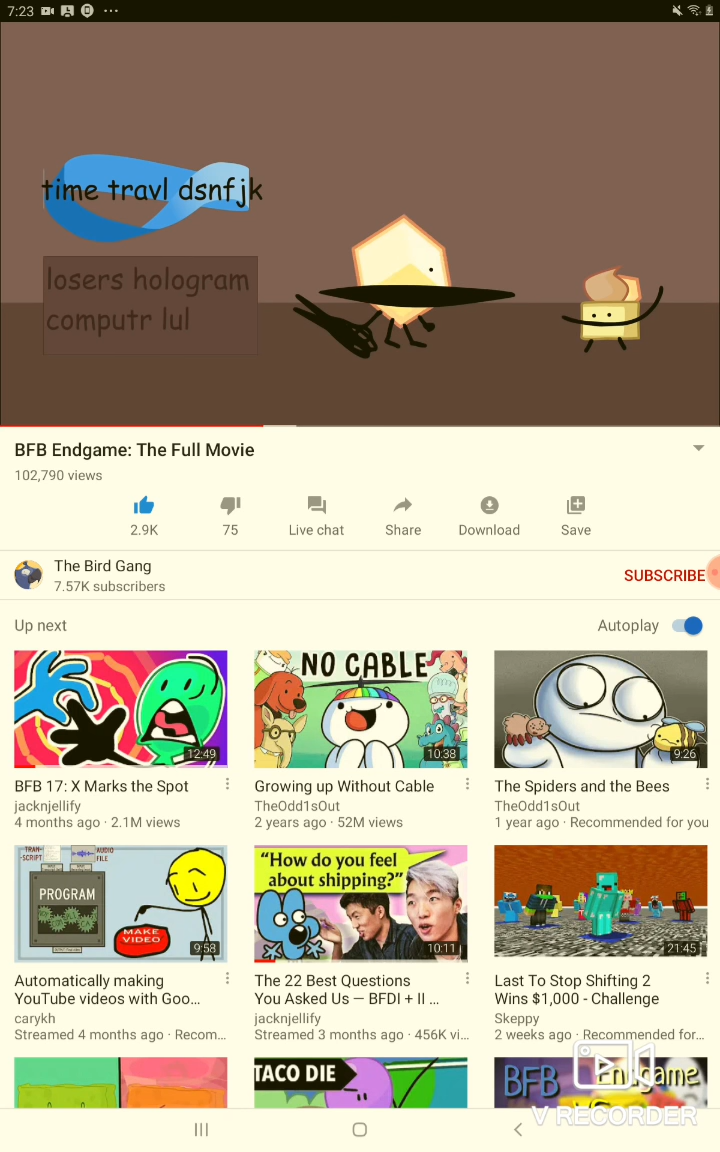 7:23
time travl dsnfjk
losers hologram
computr lul
BFB Endgame: The Full Movie
102,790 views
2.9K
75
Live chat
Share
Download
Save
The Bird Gang
7.57K subscribers
SUBSCRIBE
Up next
Autoplay
12:49
BFB 17: X Marks the Spot
jacknjellify
4 months ago · 2.1M views
NO CABLE
10:38
Growing up Without Cable
TheOdd1sOut
2 years ago · 52M views
9:26
The Spiders and the Bees
TheOdd1sOut
1 year ago · Recommended for you
TRAN-
-SCRIPT
AUDIO
FILE
PROGRAM
MAKE
VIDEO
9:58
Automatically making
YouTube videos with Goo...
carykh
Streamed 4 months ago · Recom...
"How do you feel
about shipping?"
10:11
The 22 Best Questions
You Asked Us — BFDI + II ...
jacknjellify
Streamed 3 months ago · 456K vi...
21:45
Last To Stop Shifting 2
Wins $1,000 - Challenge
Skeppy
2 weeks ago · Recommended for...
TACO DIE
BFB Endgame
V RECORDER